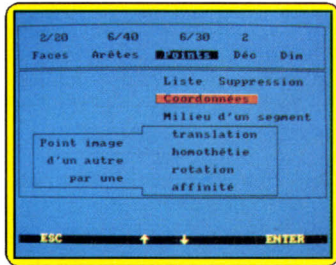 2/20 6/40 6/30 2
Faces Arêtes Points Déc Dim
Liste Suppression
Coordonnées
Milieu d'un segment
translation
Point image
homothétie
d'un autre
rotation
par une
affinité
ESC ↑ ↓ ENTER